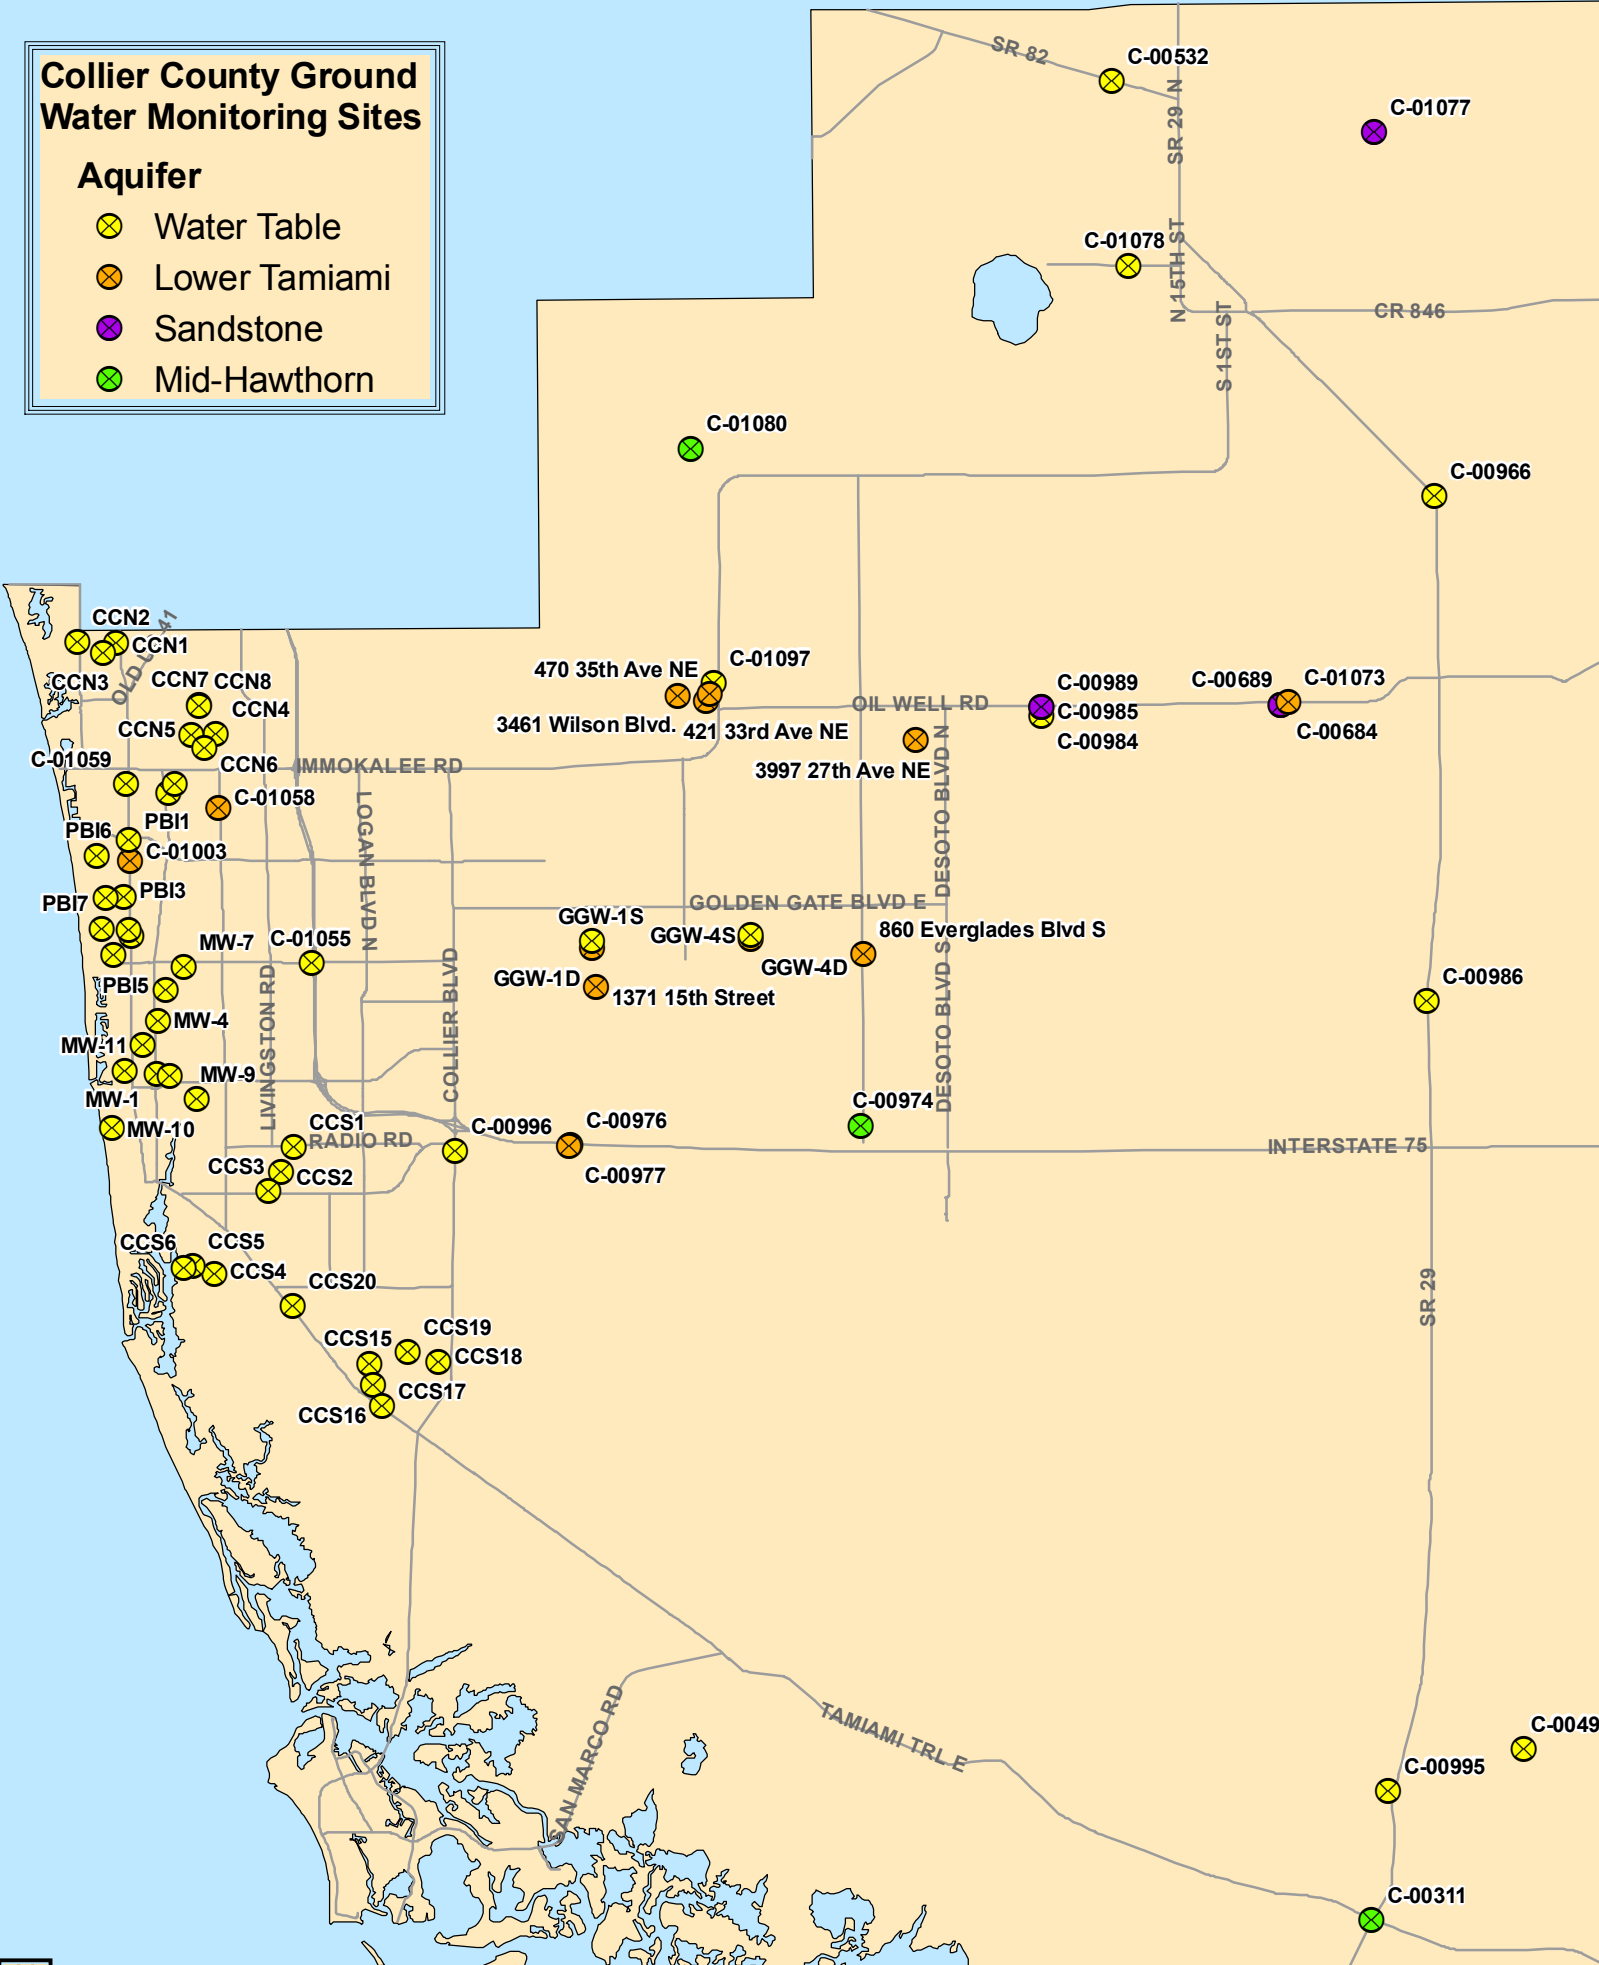 Collier County Ground
Water Monitoring Sites
Aquifer
Water Table
Lower Tamiami
Sandstone
Mid-Hawthorn
SR 82
C-00532
SR 29 N
C-01077
C-01078
N 15TH ST
CR 846
S 1ST ST
C-01080
C-00966
CCN2
CCN1
CCN3
CCN7
CCN8
CCN4
CCN5
CCN6
C-01059
IMMOKALEE RD
C-01058
470 35th Ave NE
C-01097
3461 Wilson Blvd.
421 33rd Ave NE
OIL WELL RD
C-00989
C-00985
C-00984
C-00689
C-01073
C-00684
3997 27th Ave NE
DESOTO BLVD N
LOGAN BLVD N
PBI6
PBI1
C-01003
PBI3
PBI7
GOLDEN GATE BLVD E
GGW-1S
GGW-4S
860 Everglades Blvd S
GGW-4D
GGW-1D
1371 15th Street
MW-7
C-01055
PBI5
MW-4
MW-11
MW-9
MW-1
MW-10
LIVINGSTON RD
COLLIER BLVD
DESOTO BLVD S
C-00986
C-00974
CCS1
RADIO RD
C-00996
C-00976
C-00977
INTERSTATE 75
CCS3
CCS2
CCS6
CCS5
CCS4
CCS20
SR 29
CCS15
CCS19
CCS18
CCS17
CCS16
SAN MARCO RD
TAMIAMI TRL E
C-0049
C-00995
C-00311